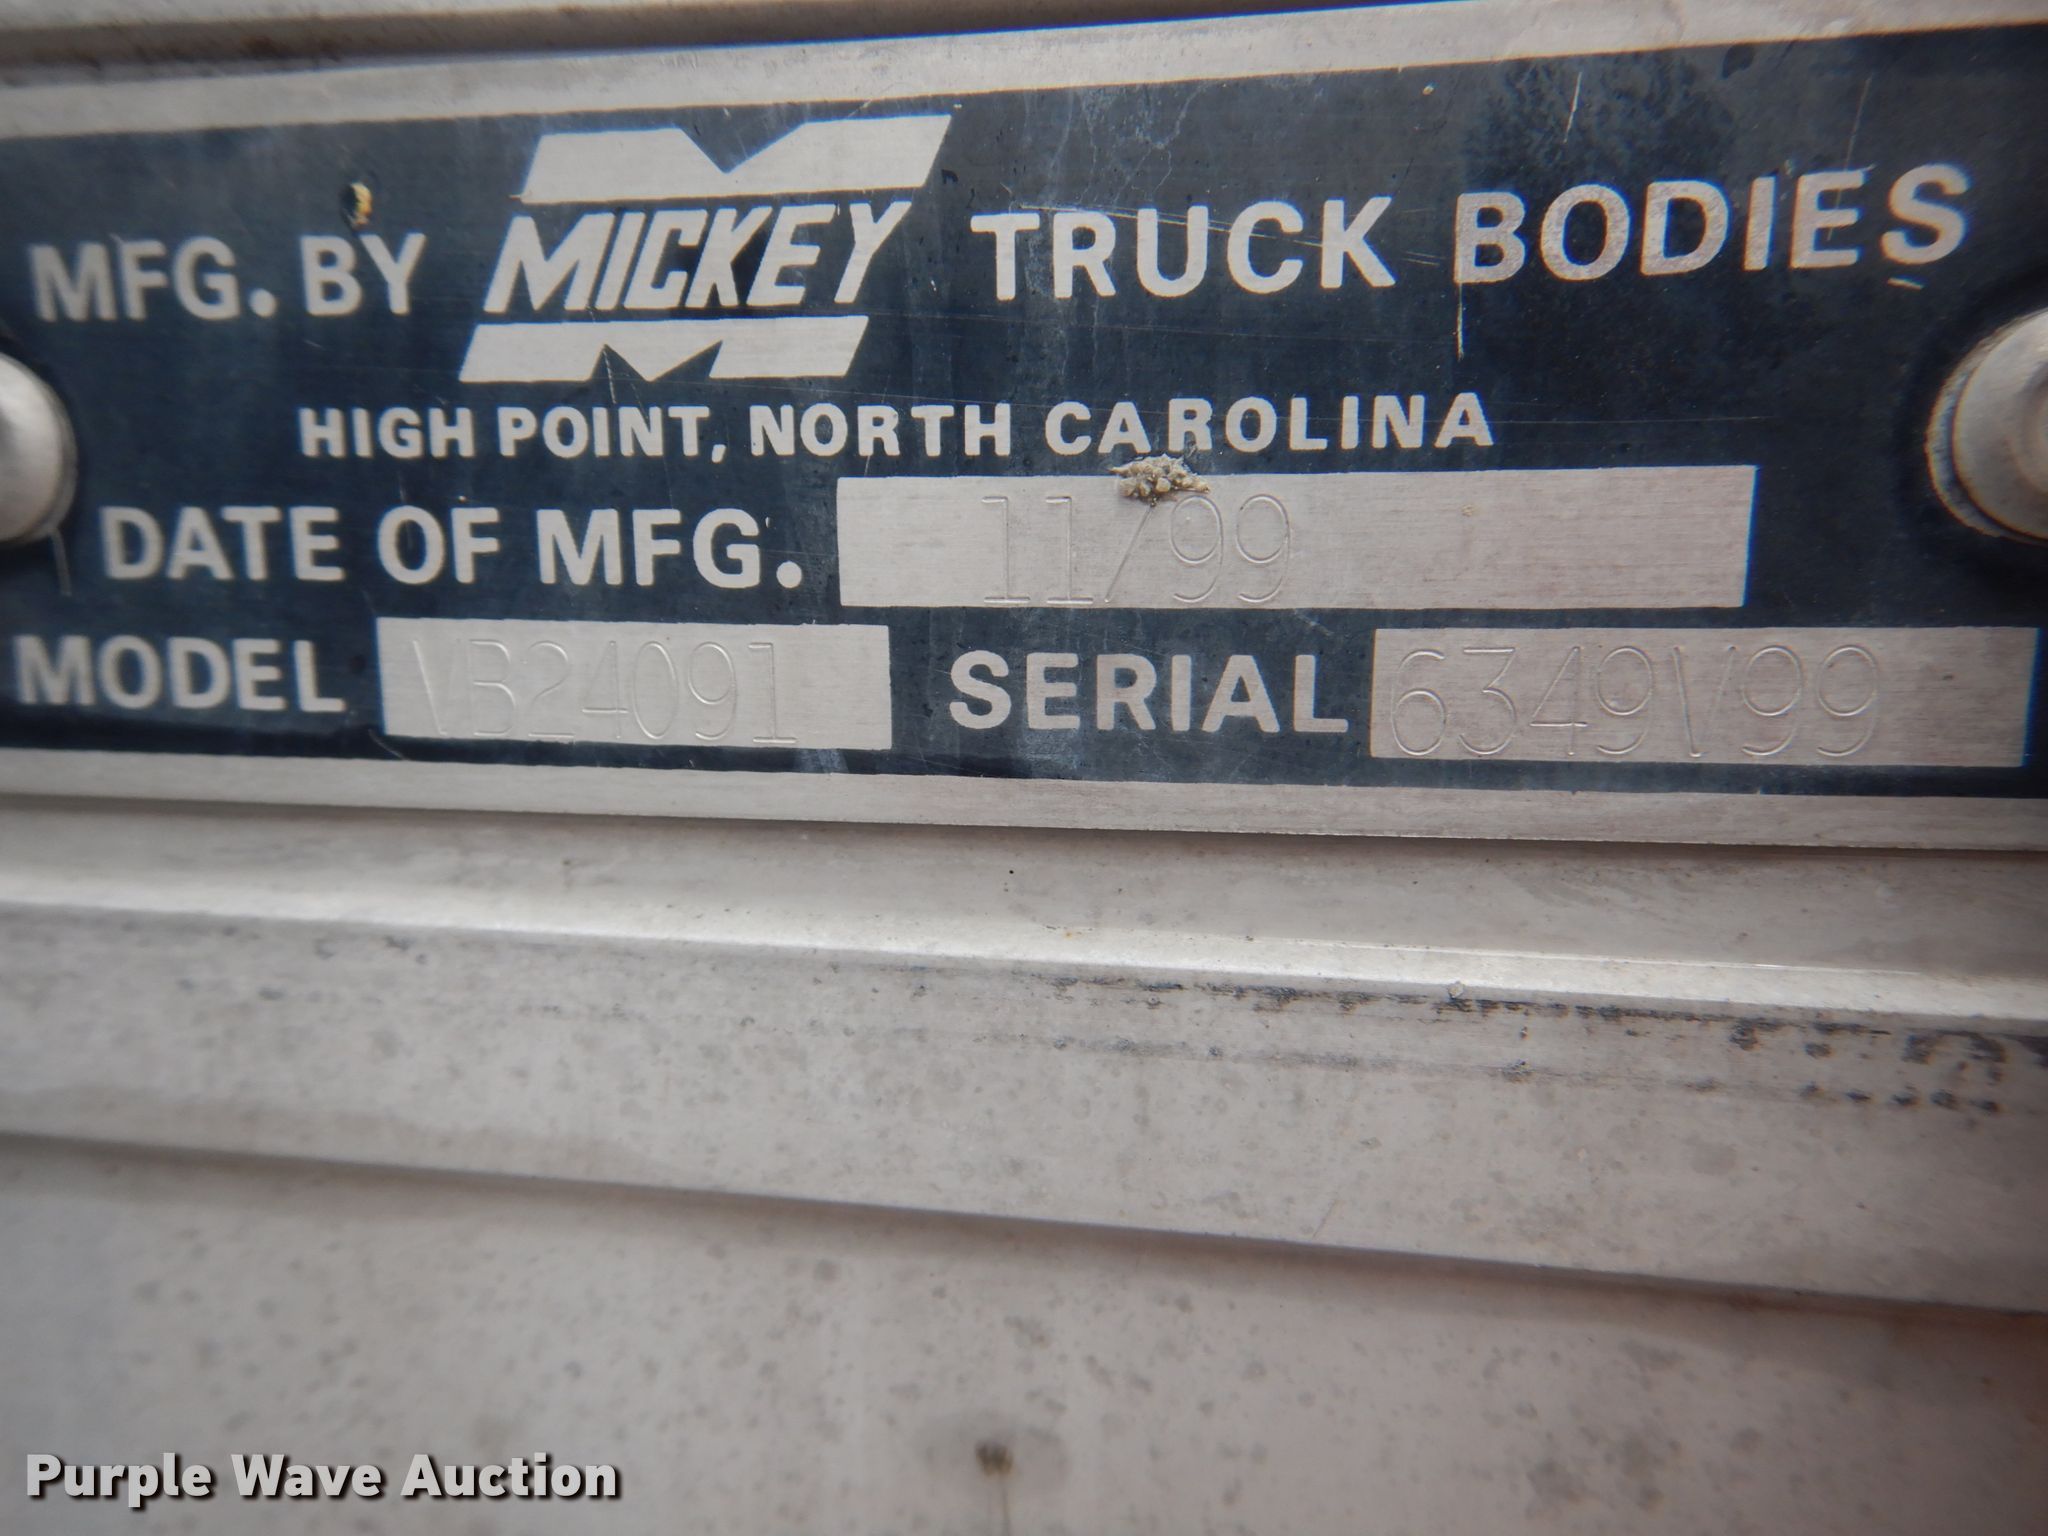 MFG. BY MICKEY TRUCK BODIES
HIGH POINT, NORTH CAROLINA
DATE OF MFG. 11/99
MODEL VB24091 SERIAL 6349V99
Purple Wave Auction